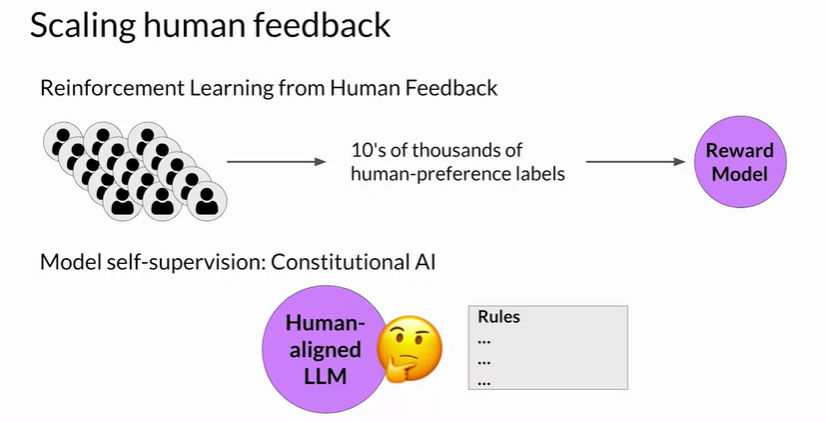 Scaling human feedback
Reinforcement Learning from Human Feedback
10's of thousands of
human-preference labels
Reward
Model
Model self-supervision: Constitutional AI
Human-
aligned
LLM
Rules
...
...
...